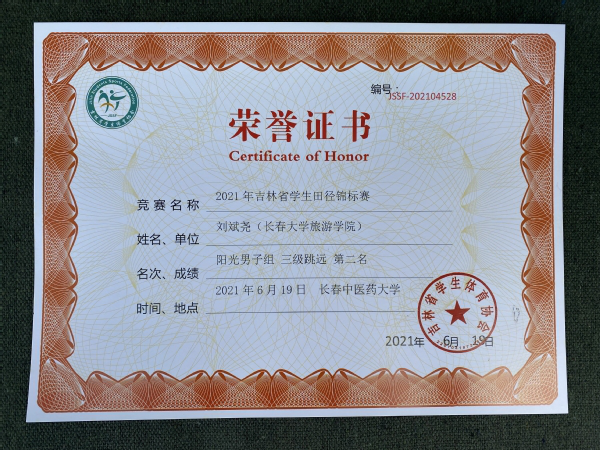 编号：
JSSF-202104528
荣誉证书
Certificate of Honor
竞赛名称 2021年吉林省学生田径锦标赛
姓名、单位 刘斌尧（长春大学旅游学院）
名次、成绩 阳光男子组 三级跳远 第二名
时间、地点 2021年6月19日 长春中医药大学
吉林省学生体育协会
2021年 6月 19日